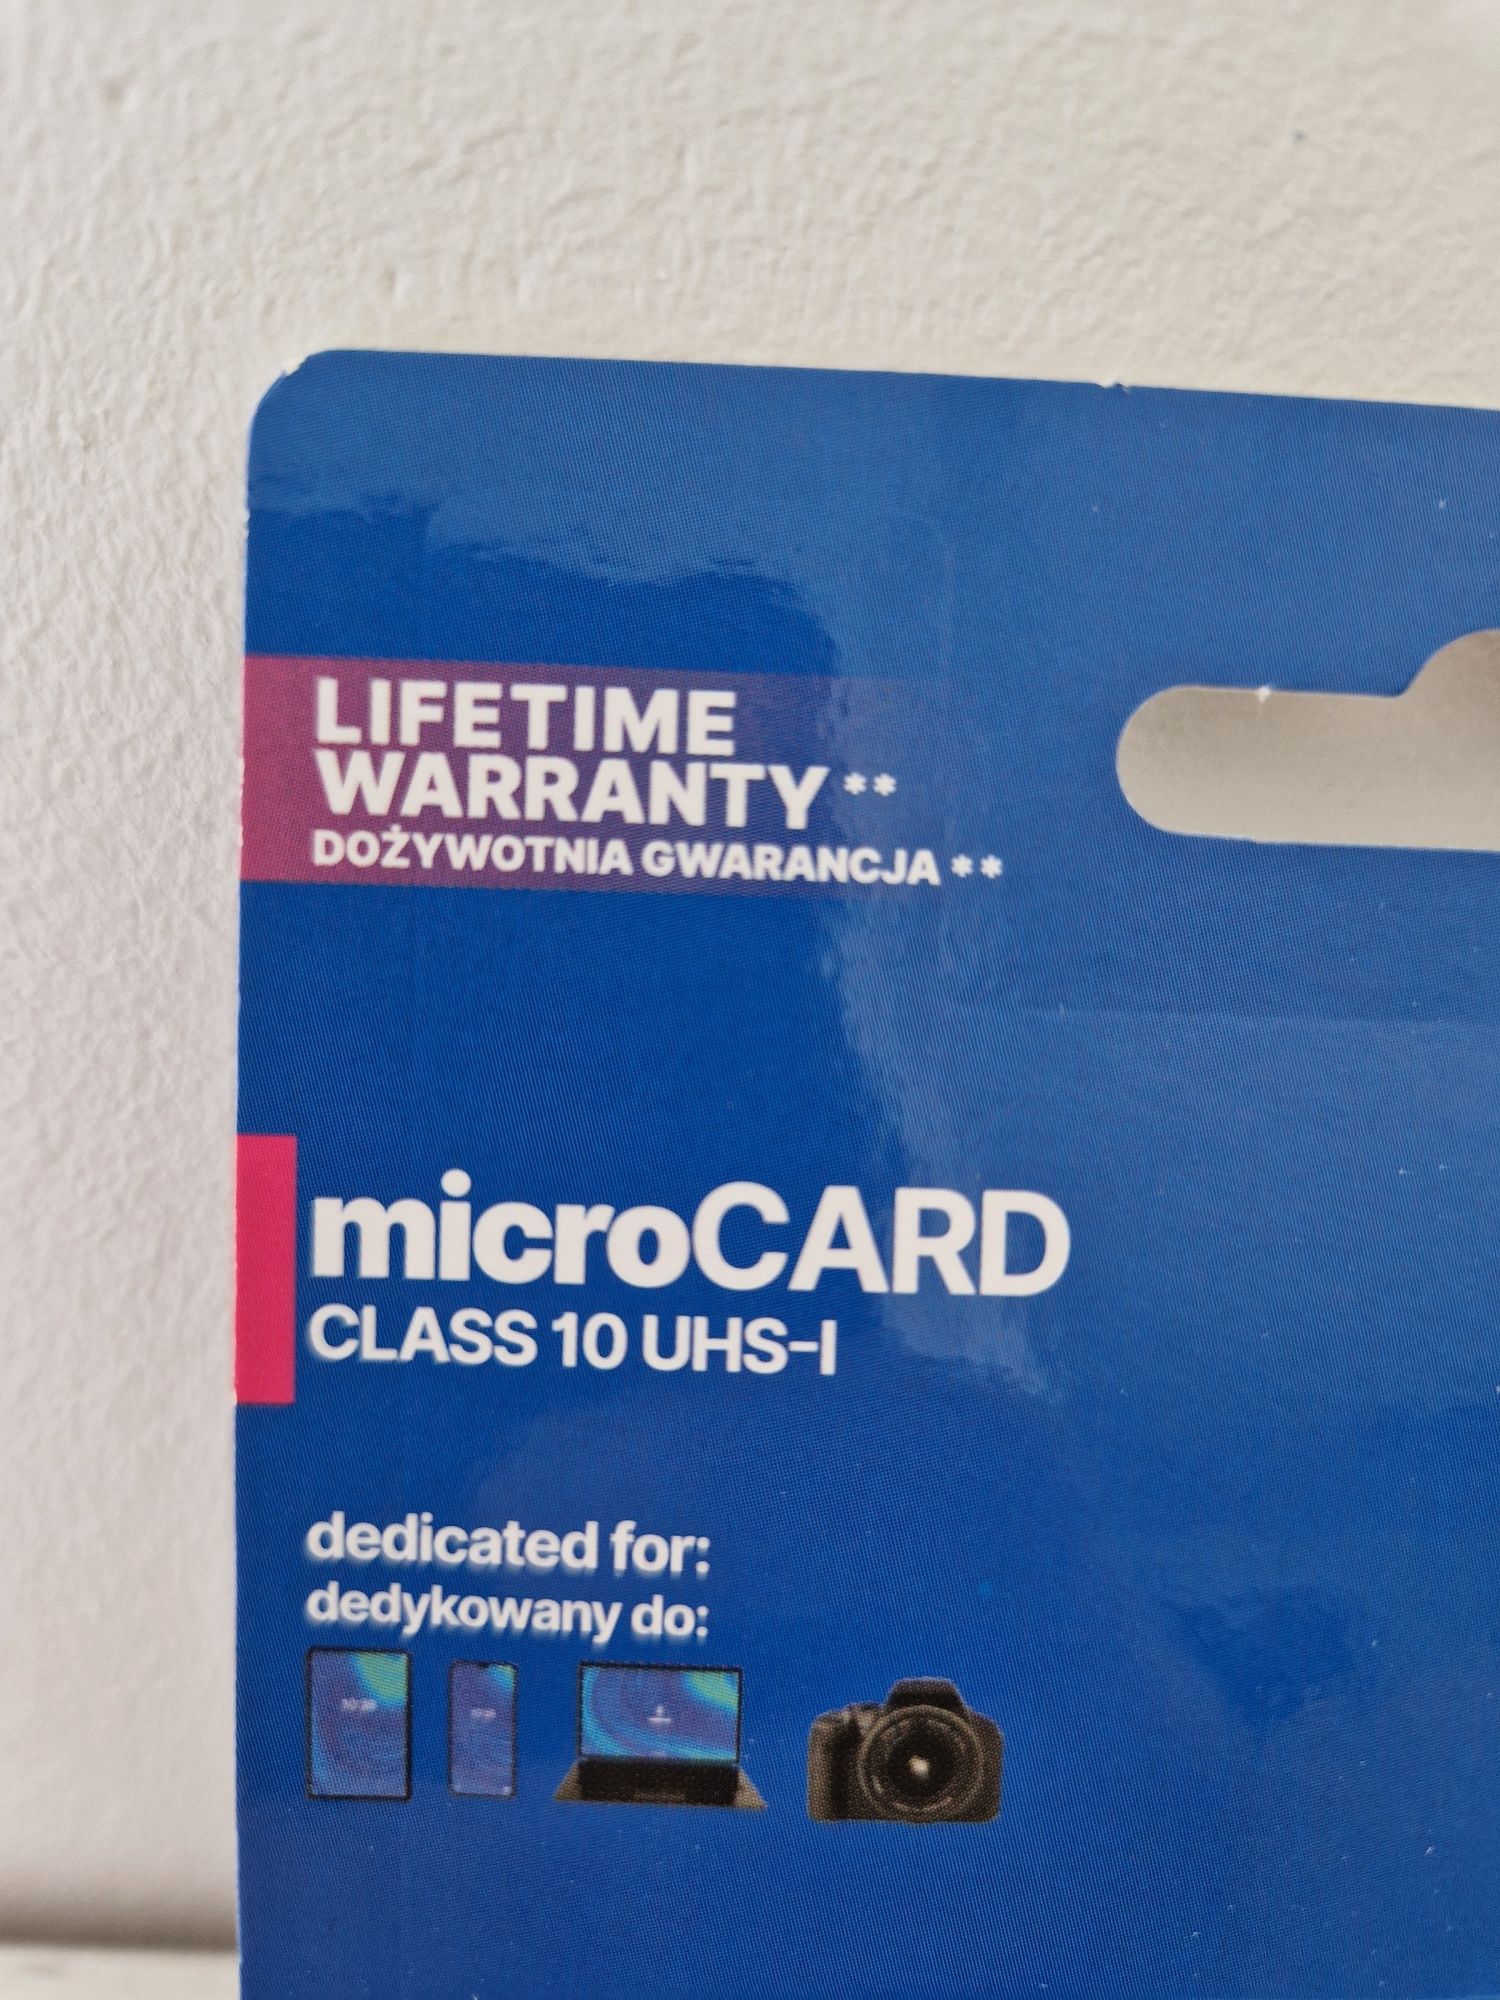 LIFETIME
WARRANTY**
DOŻYWOTNIA GWARANCJA**
microCARD
CLASS 10 UHS-I
dedicated for:
dedykowany do: